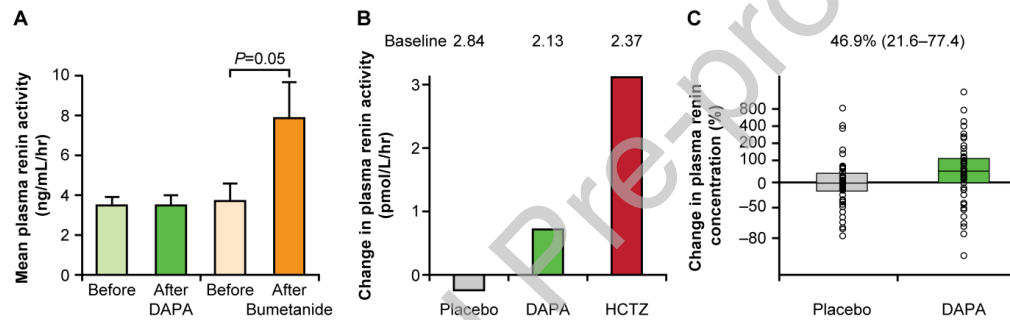 A
Mean plasma renin activity
(ng/mL/hr)
10
8
6
4
2
0
P=0.05
Before
After
DAPA
Before
After
Bumetanide
B
Baseline 2.84 2.13 2.37
Change in plasma renin activity
(pmol/L/hr)
3
2
1
0
Placebo
DAPA
HCTZ
C
46.9% (21.6–77.4)
Change in plasma renin
concentration (%)
800
400
200
100
0
–50
–80
Placebo
DAPA
Pre-pro